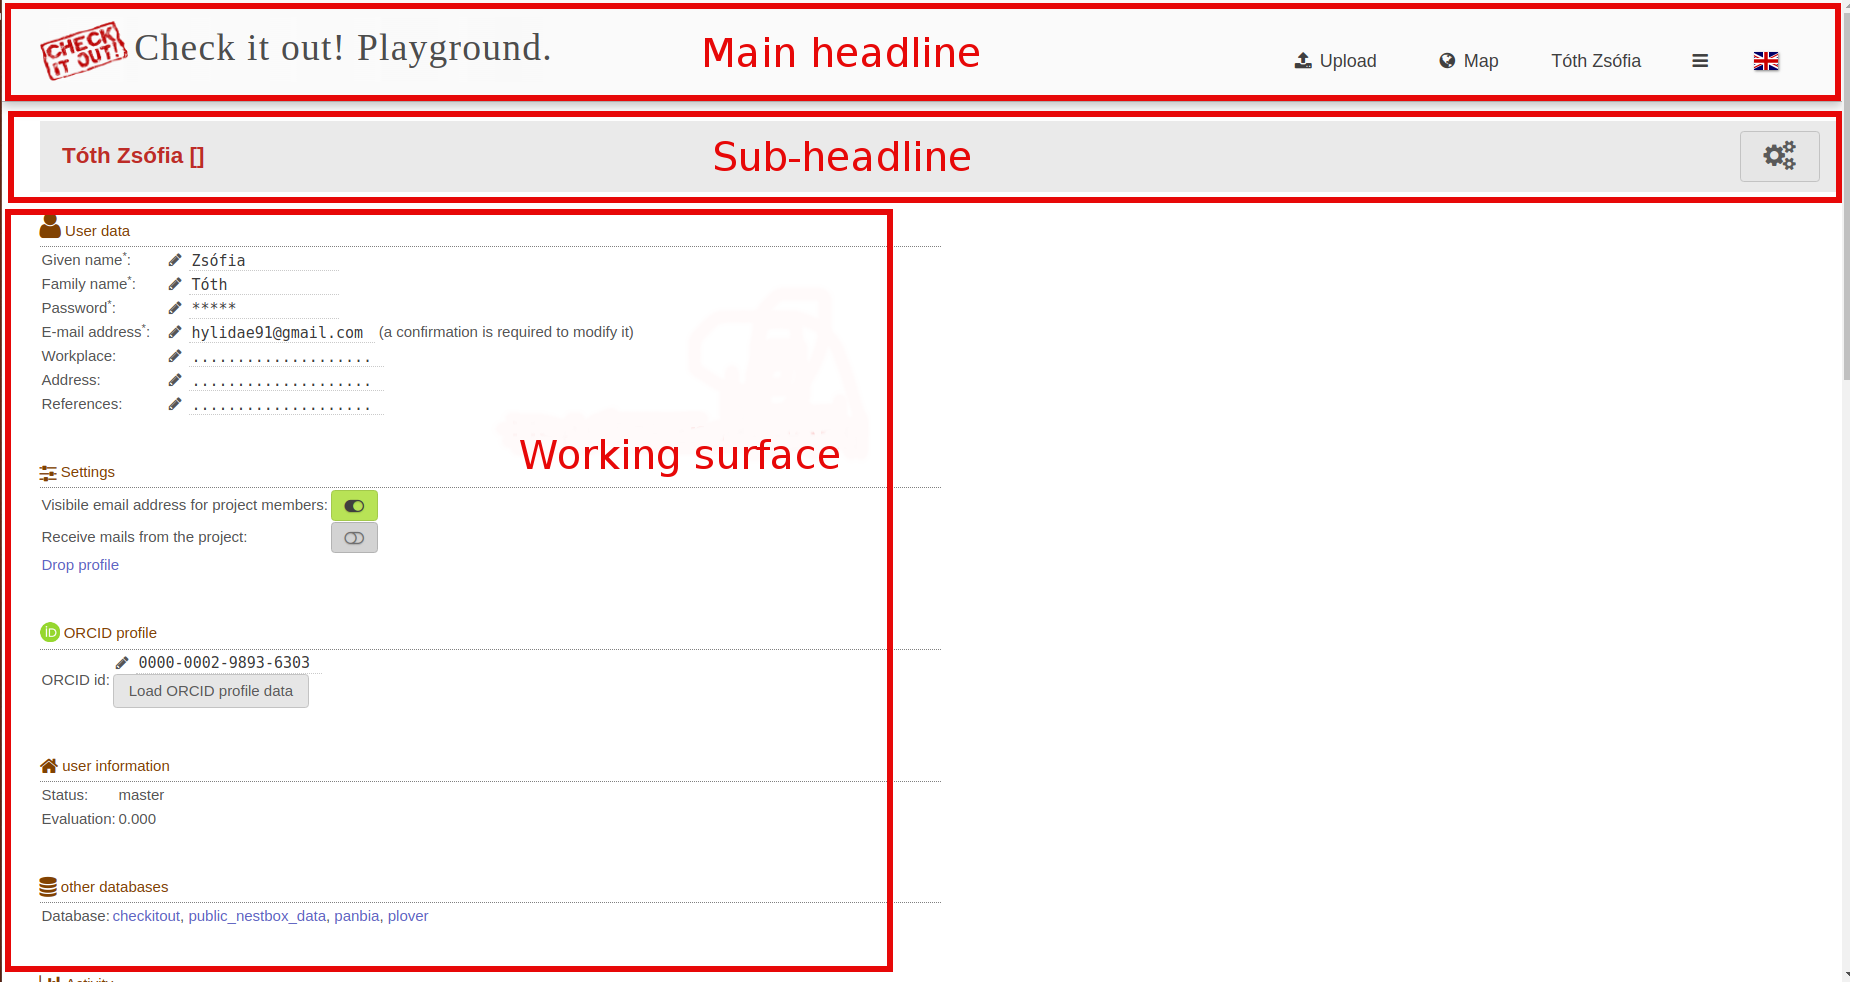 CHECK IT OUT!
Check it out! Playground.
Main headline
Upload Map Tóth Zsófia
Tóth Zsófia []
Sub-headline
User data
Given name*: Zsófia
Family name*: Tóth
Password*: *****
E-mail address*: hylidae91@gmail.com (a confirmation is required to modify it)
Workplace: ....................
Address: ....................
References: ....................
Working surface
Settings
Visibile email address for project members:
Receive mails from the project:
Drop profile
iD ORCID profile
0000-0002-9893-6303
ORCID id:
Load ORCID profile data
user information
Status: master
Evaluation: 0.000
other databases
Database: checkitout, public_nestbox_data, panbia, plover
Activity